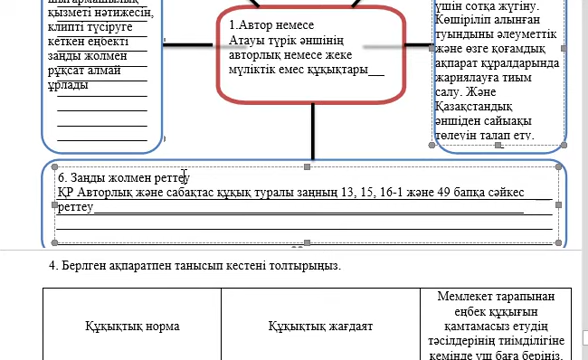 шығармашылық
қызметі нәтижесін,
клипті түсіруге
кеткен еңбекті
заңды жолмен
рұқсат алмай
ұрлады
1.Автор немесе
Атауы түрік әншінің
авторлық немесе жеке
мүліктік емес құқықтары__
үшін сотқа жүгіну.
Көшіріліп алынған
туындыны әлеуметтік
және өзге қоғамдық
ақпарат құралдарында
жариялауға тиым
салу. Және
Қазақстандық
әншіден сайыақы
төлеуін талап ету.
6. Заңды жолмен реттеу
ҚР Авторлық және сабақтас құқық туралы заңның 13, 15, 16-1 және 49 бапқа сәйкес
реттеу
4. Берлген ақпаратпен танысып кестені толтырыңыз.
Құқықтық норма
Құқықтық жағдаят
Мемлекет тарапынан
еңбек құқығын
қамтамасыз етудің
тәсілдерінің тиімділігіне
кемінде үш баға беріңіз.